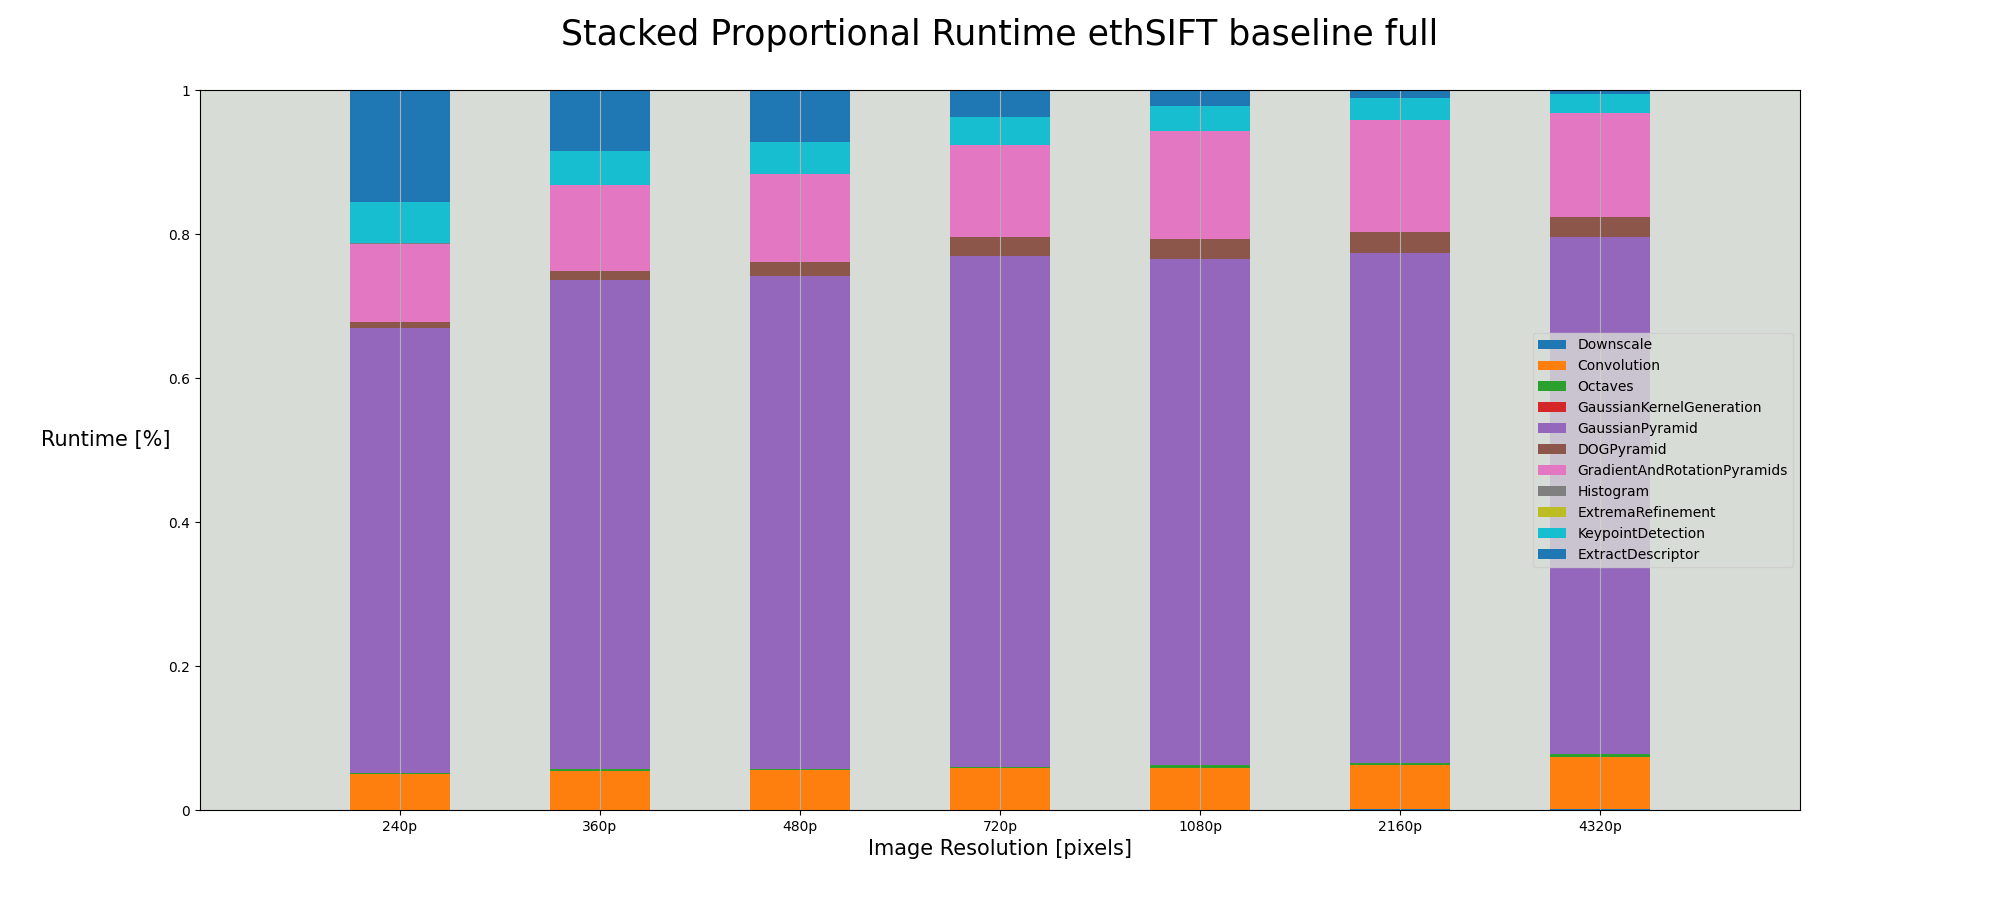 Stacked Proportional Runtime ethSIFT baseline full
1
0.8
0.6
0.4
0.2
0
Runtime [%]
Downscale
Convolution
Octaves
GaussianKernelGeneration
GaussianPyramid
DOGPyramid
GradientAndRotationPyramids
Histogram
ExtremaRefinement
KeypointDetection
ExtractDescriptor
240p 360p 480p 720p 1080p 2160p 4320p
Image Resolution [pixels]